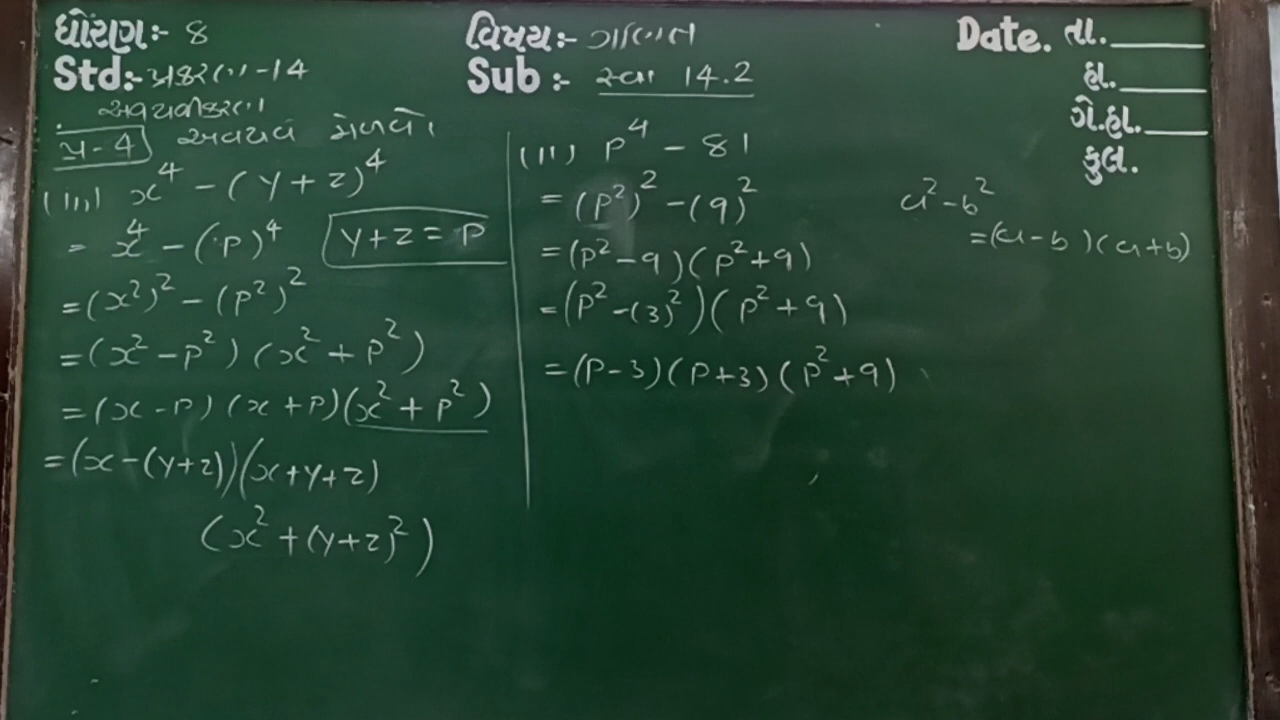 ધોરણ:- 8
Std:- પ્રકરણ-14
અવયવીકરણ
વિષય:- ગણિત
Sub:- સ્વા 14.2
Date. તા.
હા.
ગે.હા.
કુલ.
પ્ર-4 અવયવ મેળવો
(iii) x⁴ - (y+z)⁴
= x⁴ - (p)⁴ y+z = p
= (x²)² - (p²)²
= (x² - p²) (x² + p²)
= (x - p) (x + p)(x² + p²)
= (x-(y+z))(x+y+z)
(x² + (y+z)²)
(ii) p⁴ - 81
= (p²)² - (9)²
= (p² - 9)(p² + 9)
= (p² - (3)²)(p² + 9)
= (p-3)(p+3)(p²+9)
a² - b²
= (a-b)(a+b)